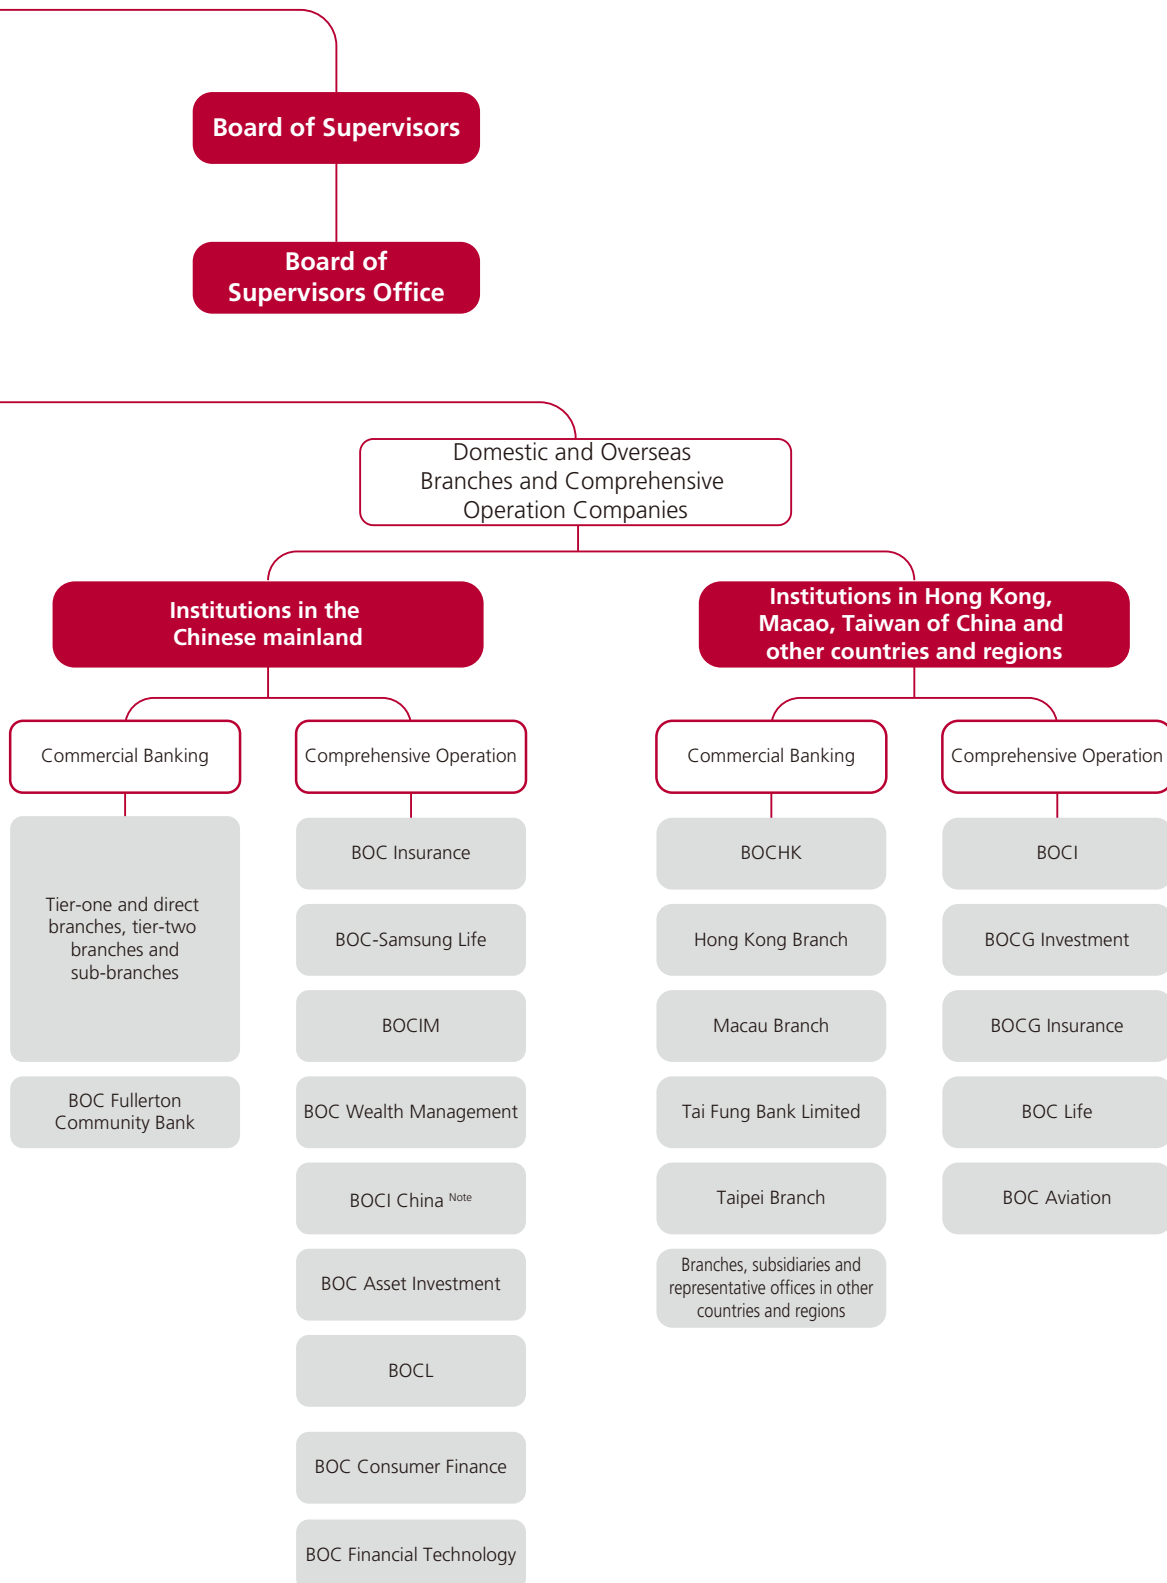 Board of Supervisors
Board of
Supervisors Office
Domestic and Overseas
Branches and Comprehensive
Operation Companies
Institutions in the
Chinese mainland
Institutions in Hong Kong,
Macao, Taiwan of China and
other countries and regions
Commercial Banking
Comprehensive Operation
Commercial Banking
Comprehensive Operation
Tier-one and direct
branches, tier-two
branches and
sub-branches
BOC Fullerton
Community Bank
BOC Insurance
BOC-Samsung Life
BOCIM
BOC Wealth Management
BOCI China Note
BOC Asset Investment
BOCL
BOC Consumer Finance
BOC Financial Technology
BOCHK
Hong Kong Branch
Macau Branch
Tai Fung Bank Limited
Taipei Branch
Branches, subsidiaries and
representative offices in other
countries and regions
BOCI
BOCG Investment
BOCG Insurance
BOC Life
BOC Aviation